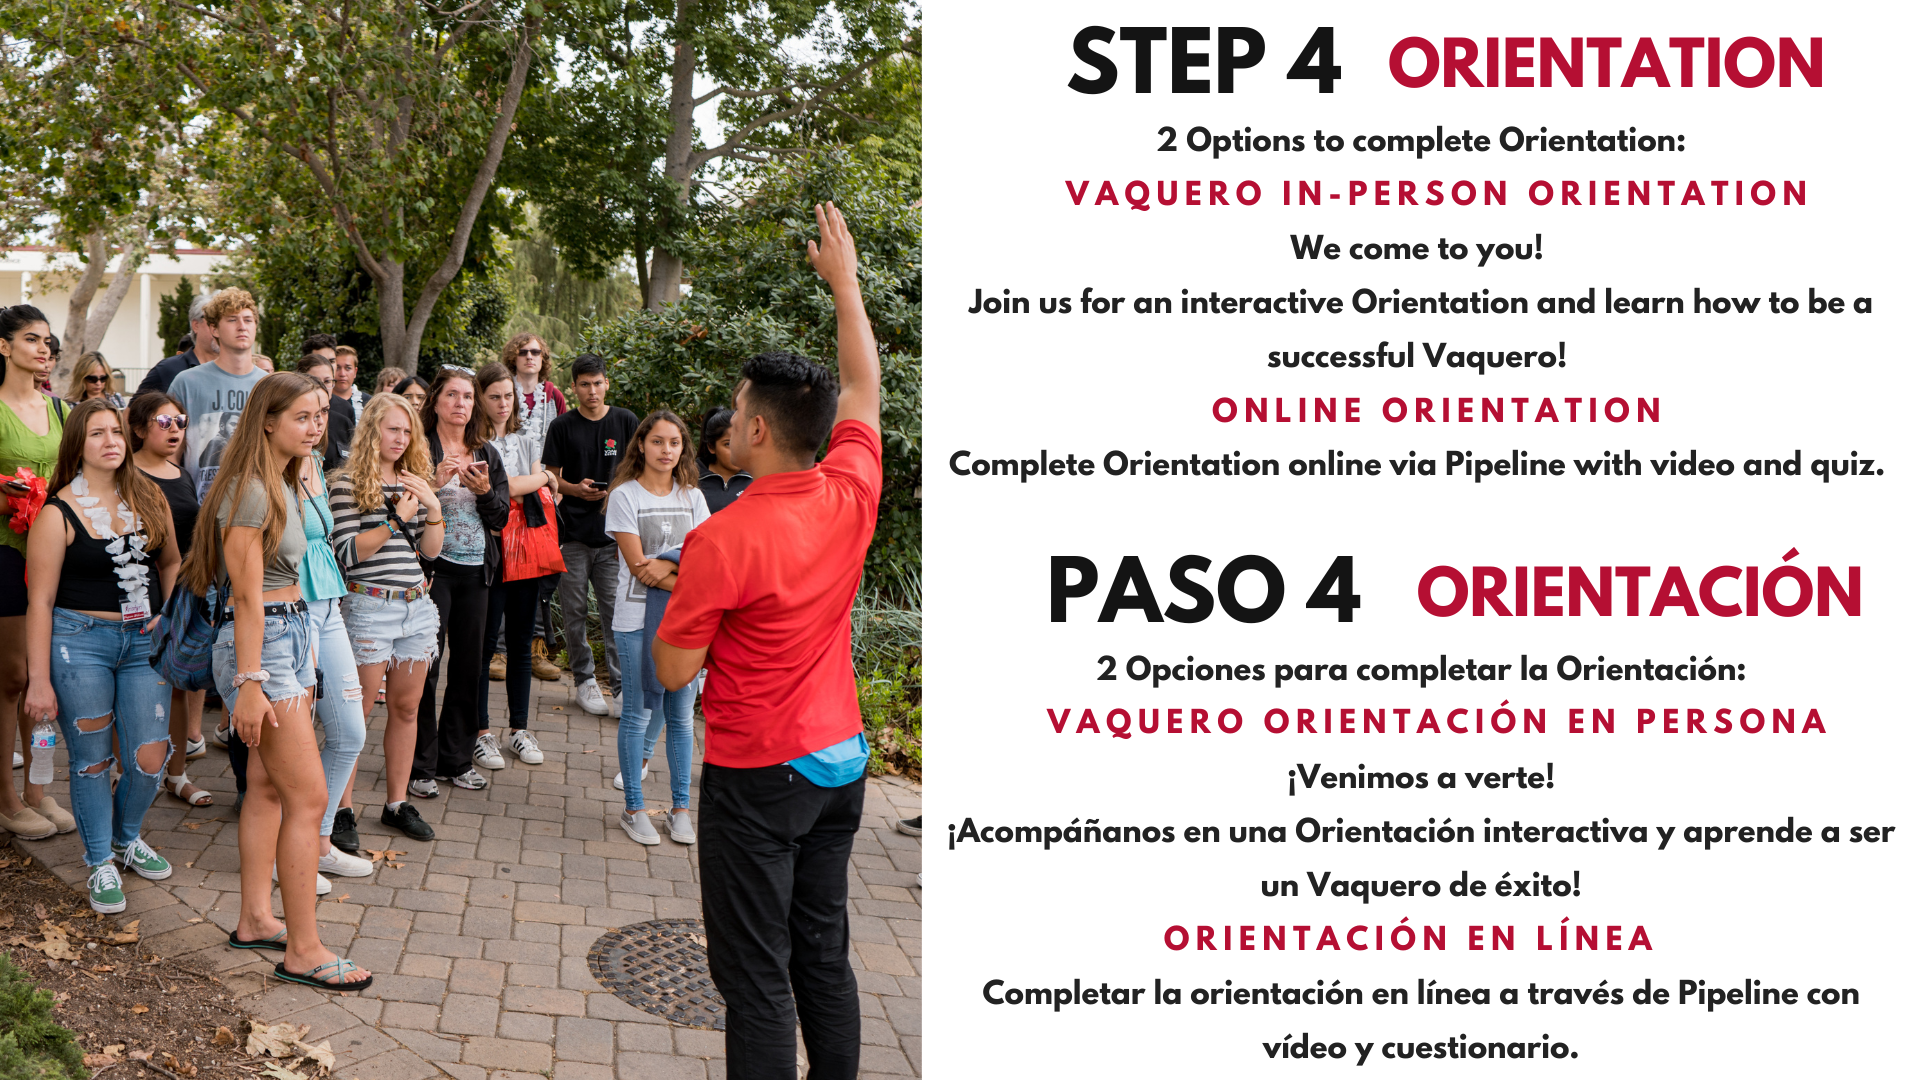 STEP 4 ORIENTATION
2 Options to complete Orientation:
VAQUERO IN-PERSON ORIENTATION
We come to you!
Join us for an interactive Orientation and learn how to be a
successful Vaquero!
ONLINE ORIENTATION
Complete Orientation online via Pipeline with video and quiz.
PASO 4 ORIENTACIÓN
2 Opciones para completar la Orientación:
VAQUERO ORIENTACIÓN EN PERSONA
¡Venimos a verte!
¡Acompáñanos en una Orientación interactiva y aprende a ser
un Vaquero de éxito!
ORIENTACIÓN EN LÍNEA
Completar la orientación en línea a través de Pipeline con
vídeo y cuestionario.
J. CO